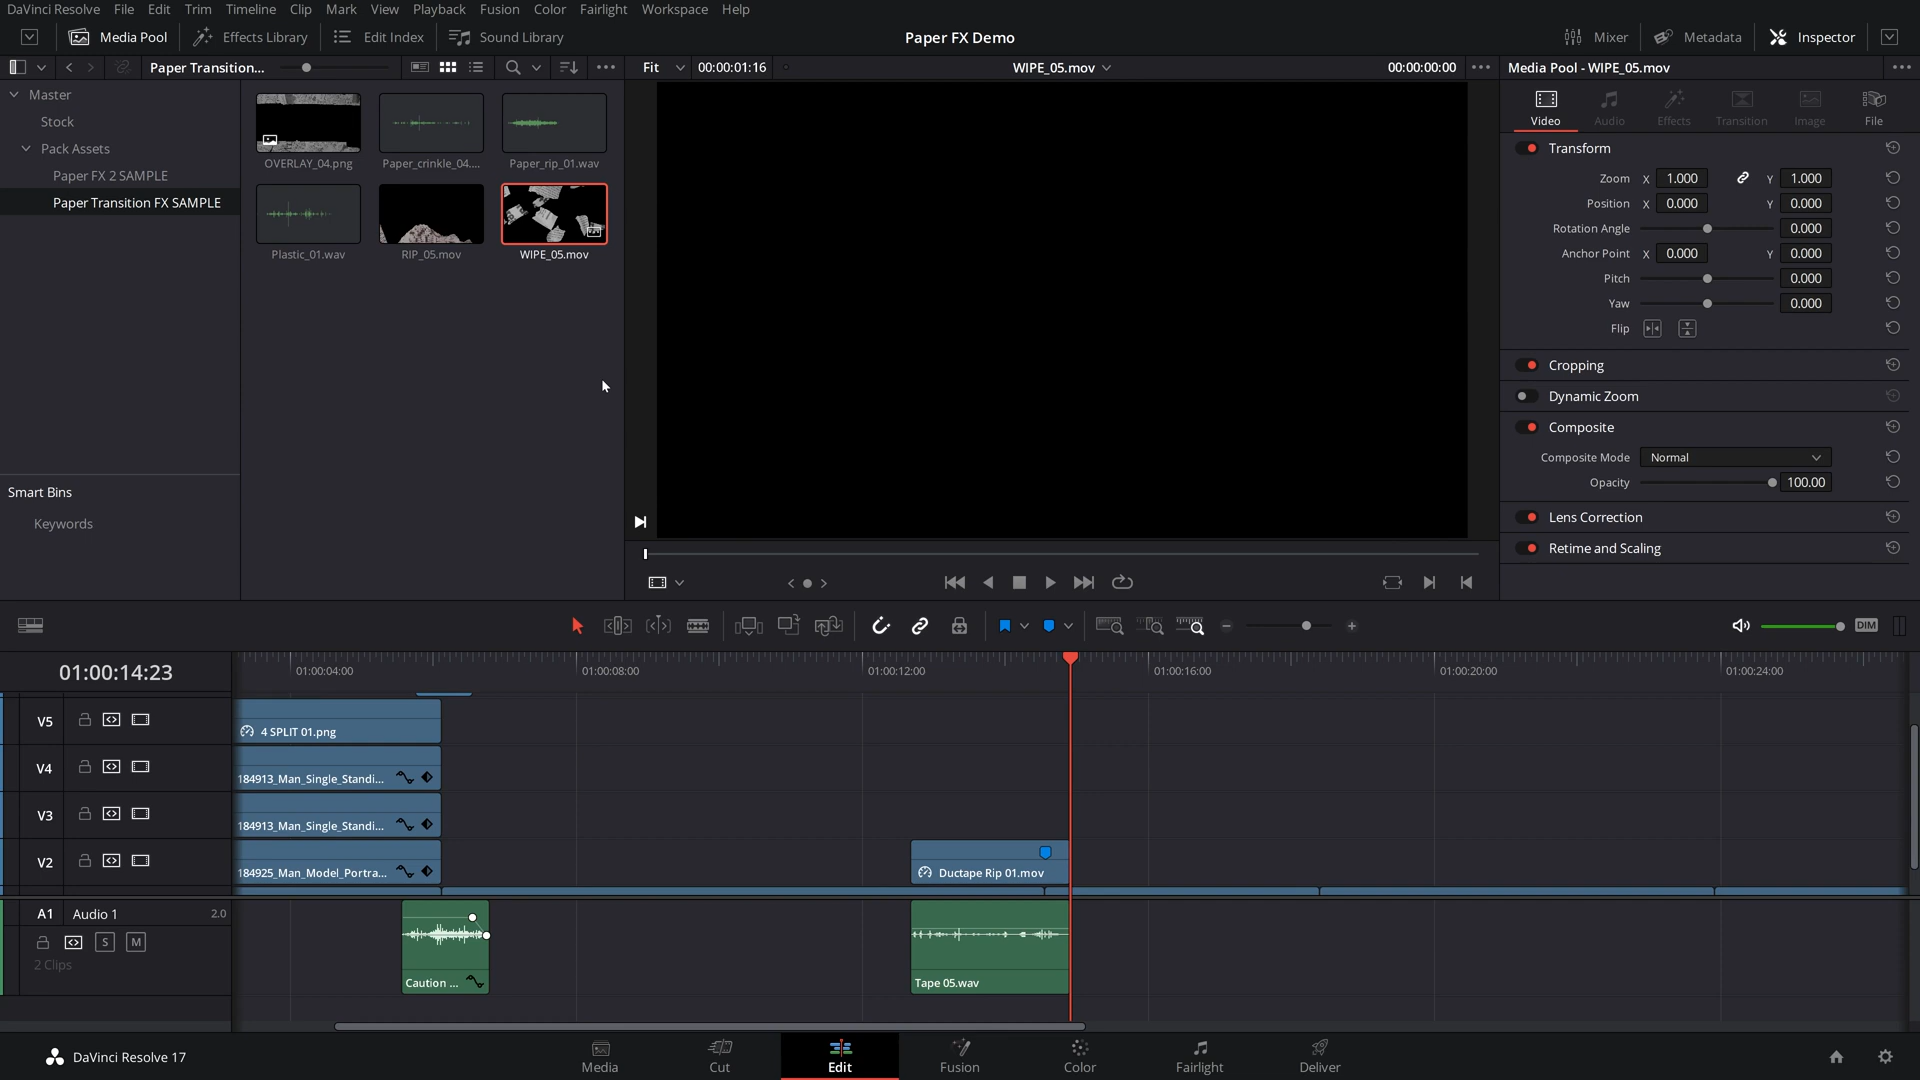 DaVinci Resolve File Edit Trim Timeline Clip Mark View Playback Fusion Color Fairlight Workspace Help
Media Pool Effects Library Edit Index Sound Library Paper FX Demo Mixer Metadata Inspector
Paper Transition... Fit 00:00:01:16 WIPE_05.mov 00:00:00:00 Media Pool - WIPE_05.mov
Master
Stock
Pack Assets
Paper FX 2 SAMPLE
Paper Transition FX SAMPLE
Smart Bins
Keywords
OVERLAY_04.png Paper_crinkle_04.... Paper_rip_01.wav
Plastic_01.wav RIP_05.mov WIPE_05.mov
Video Audio Effects Transition Image File
Transform
Zoom X 1.000 Y 1.000
Position X 0.000 Y 0.000
Rotation Angle 0.000
Anchor Point X 0.000 Y 0.000
Pitch 0.000
Yaw 0.000
Flip
Cropping
Dynamic Zoom
Composite
Composite Mode Normal
Opacity 100.00
Lens Correction
Retime and Scaling
DIM
01:00:14:23 01:00:04:00 01:00:08:00 01:00:12:00 01:00:16:00 01:00:20:00 01:00:24:00
V5 4 SPLIT 01.png
V4 184913_Man_Single_Standi...
V3 184913_Man_Single_Standi...
V2 184925_Man_Model_Portra... Ductape Rip 01.mov
A1 Audio 1 2.0
S M
2 Clips
Caution ... Tape 05.wav
DaVinci Resolve 17 Media Cut Edit Fusion Color Fairlight Deliver